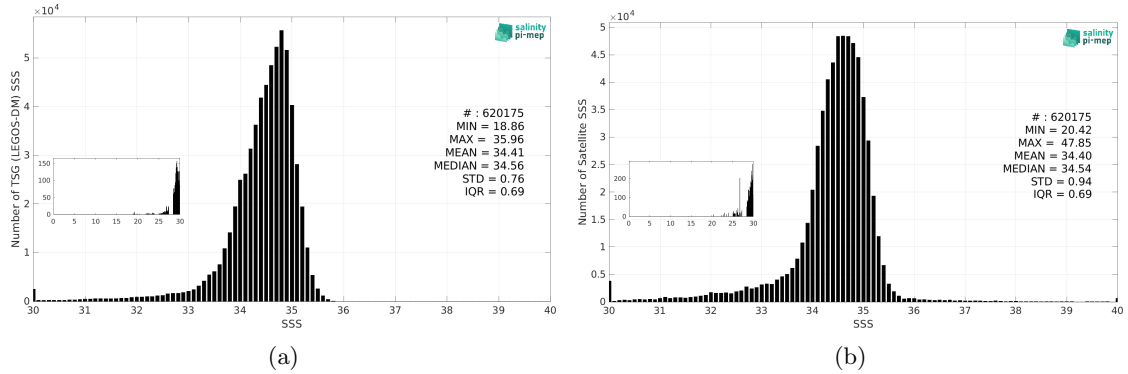 ×10⁴
salinity
pi-mep
Number of TSG (LEGOS-DM) SSS
5
4
3
2
1
0
# : 620175
MIN = 18.86
MAX = 35.96
MEAN = 34.41
MEDIAN = 34.56
STD = 0.76
IQR = 0.69
150
100
50
0
0 5 10 15 20 25 30
30 31 32 33 34 35 36 37 38 39 40
SSS
(a)
×10⁴
salinity
pi-mep
Number of Satellite SSS
5
4.5
4
3.5
3
2.5
2
1.5
1
0.5
0
# : 620175
MIN = 20.42
MAX = 47.85
MEAN = 34.40
MEDIAN = 34.54
STD = 0.94
IQR = 0.69
200
100
0
0 5 10 15 20 25 30
30 31 32 33 34 35 36 37 38 39 40
SSS
(b)